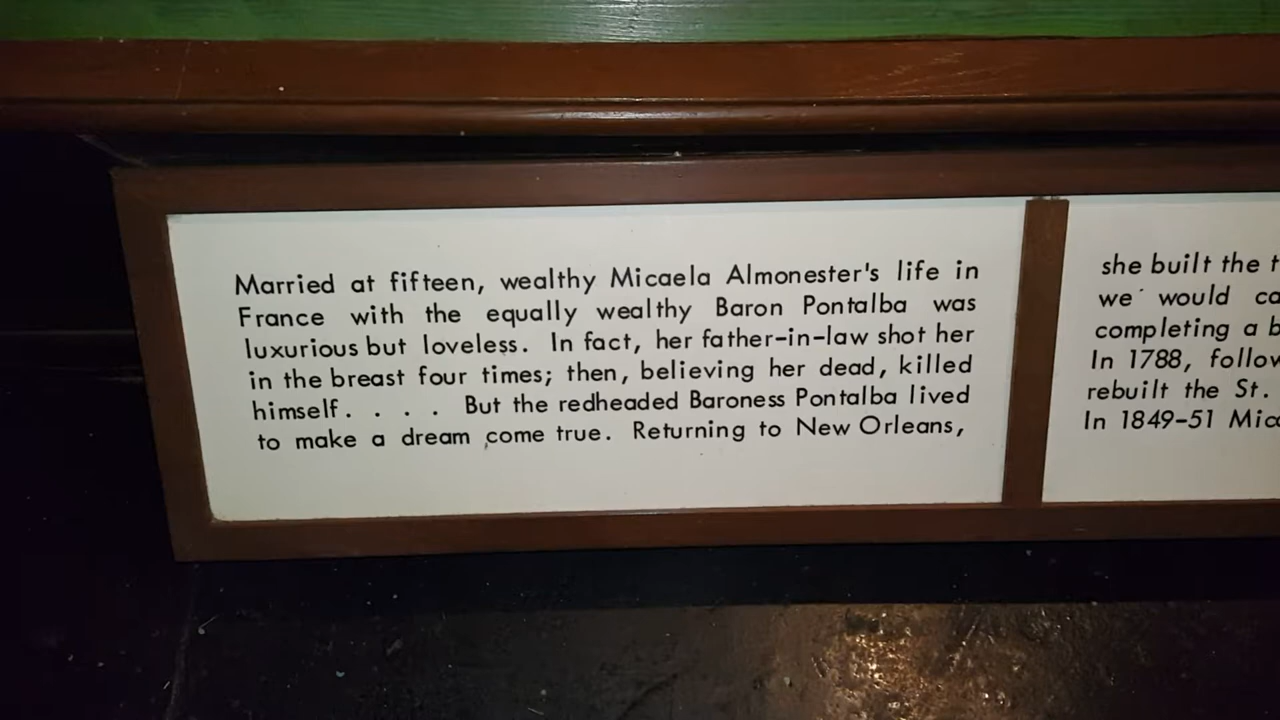 Married at fifteen, wealthy Micaela Almonester's life in
France with the equally wealthy Baron Pontalba was
luxurious but loveless. In fact, her father-in-law shot her
in the breast four times; then, believing her dead, killed
himself. . . . But the redheaded Baroness Pontalba lived
to make a dream come true. Returning to New Orleans,
she built the
we would
completing a
In 1788,
rebuilt the St.
In 1849-51